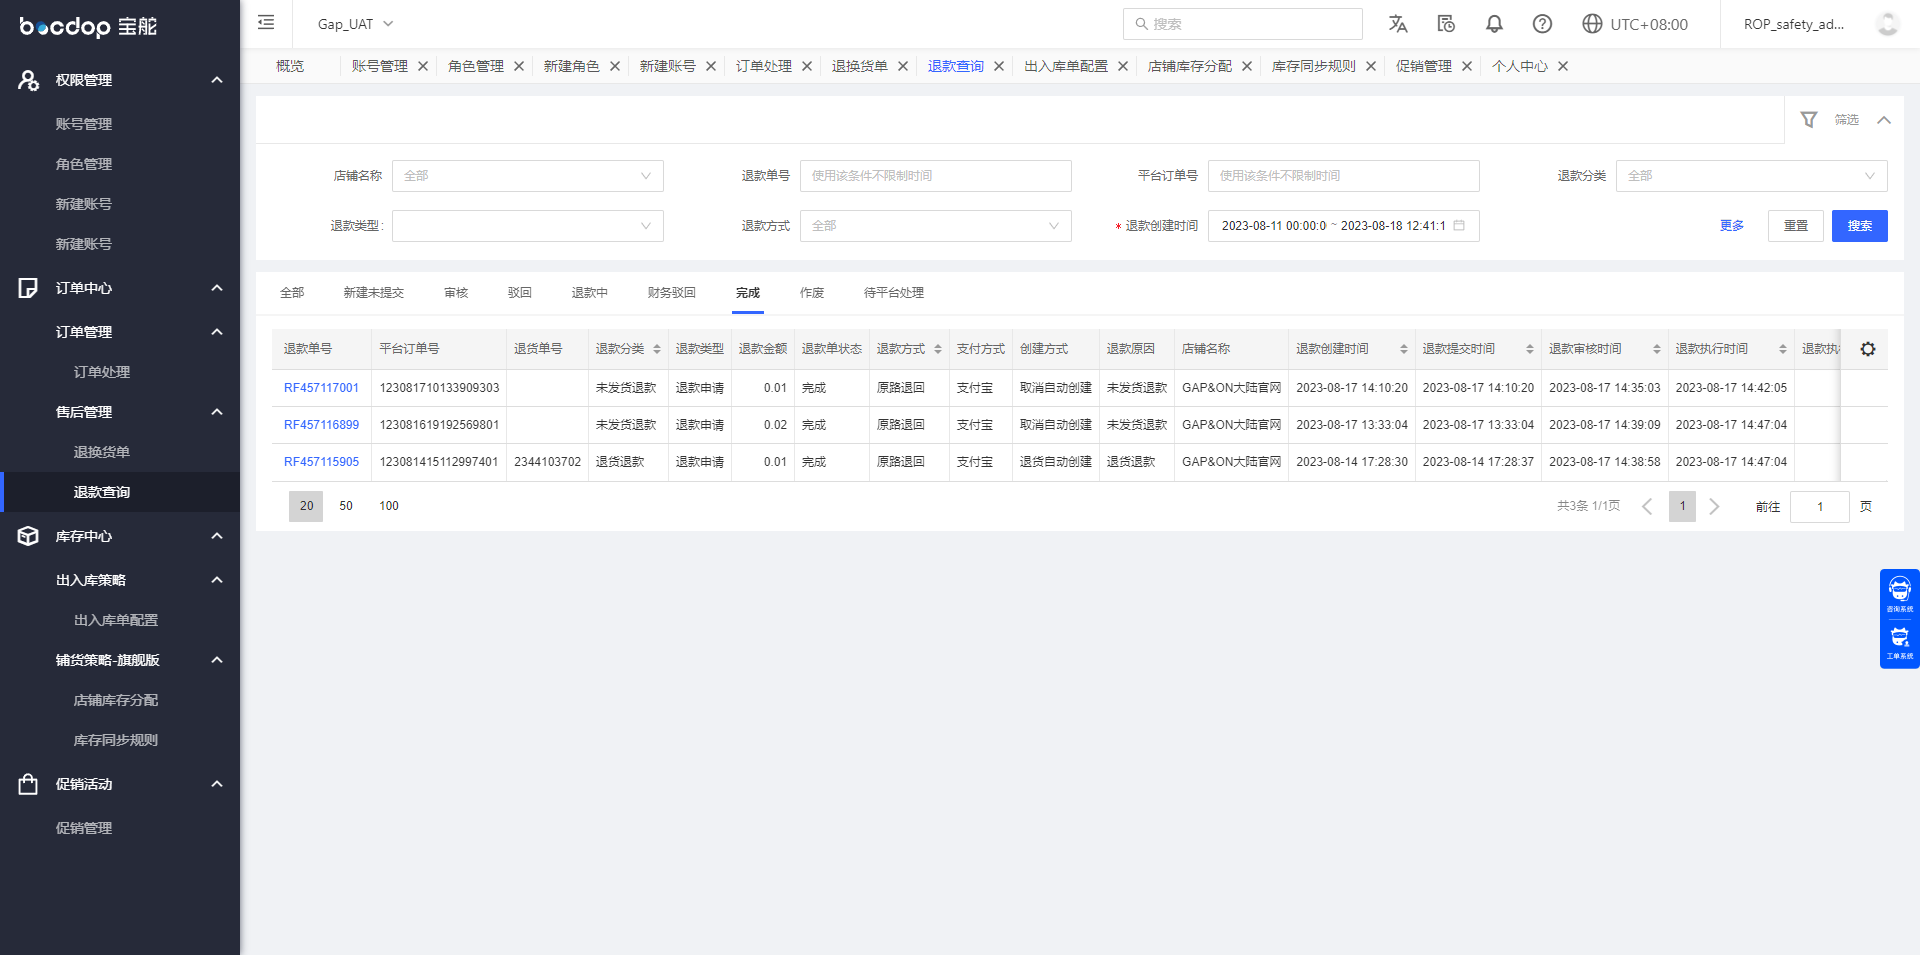 bocdop 宝舵
Gap_UAT
搜索
UTC+08:00
ROP_safety_ad...
概览
账号管理
角色管理
新建角色
新建账号
订单处理
退换货单
退款查询
出入库单配置
店铺库存分配
库存同步规则
促销管理
个人中心
权限管理
账号管理
角色管理
新建账号
新建账号
订单中心
订单管理
订单处理
售后管理
退换货单
退款查询
库存中心
出入库策略
出入库单配置
铺货策略-旗舰版
店铺库存分配
库存同步规则
促销活动
促销管理
筛选
店铺名称 全部
退款单号 使用该条件不限制时间
平台订单号 使用该条件不限制时间
退款分类 全部
退款类型:
退款方式 全部
* 退款创建时间 2023-08-11 00:00:0 ~ 2023-08-18 12:41:1
更多
重置
搜索
全部 新建未提交 审核 驳回 退款中 财务驳回 完成 作废 待平台处理
退款单号 平台订单号 退货单号 退款分类 退款类型 退款金额 退款单状态 退款方式 支付方式 创建方式 退款原因 店铺名称 退款创建时间 退款提交时间 退款审核时间 退款执行时间 退款执
RF457117001 123081710133909303 未发货退款 退款申请 0.01 完成 原路退回 支付宝 取消自动创建 未发货退款 GAP&ON大陆官网 2023-08-17 14:10:20 2023-08-17 14:10:20 2023-08-17 14:35:03 2023-08-17 14:42:05
RF457116899 123081619192569801 未发货退款 退款申请 0.02 完成 原路退回 支付宝 取消自动创建 未发货退款 GAP&ON大陆官网 2023-08-17 13:33:04 2023-08-17 13:33:04 2023-08-17 14:39:09 2023-08-17 14:47:04
RF457115905 123081415112997401 2344103702 退货退款 退款申请 0.01 完成 原路退回 支付宝 退货自动创建 退货退款 GAP&ON大陆官网 2023-08-14 17:28:30 2023-08-14 17:28:37 2023-08-17 14:38:58 2023-08-17 14:47:04
20 50 100
共3条 1/1页
1
前往 1 页
咨询系统
工单系统